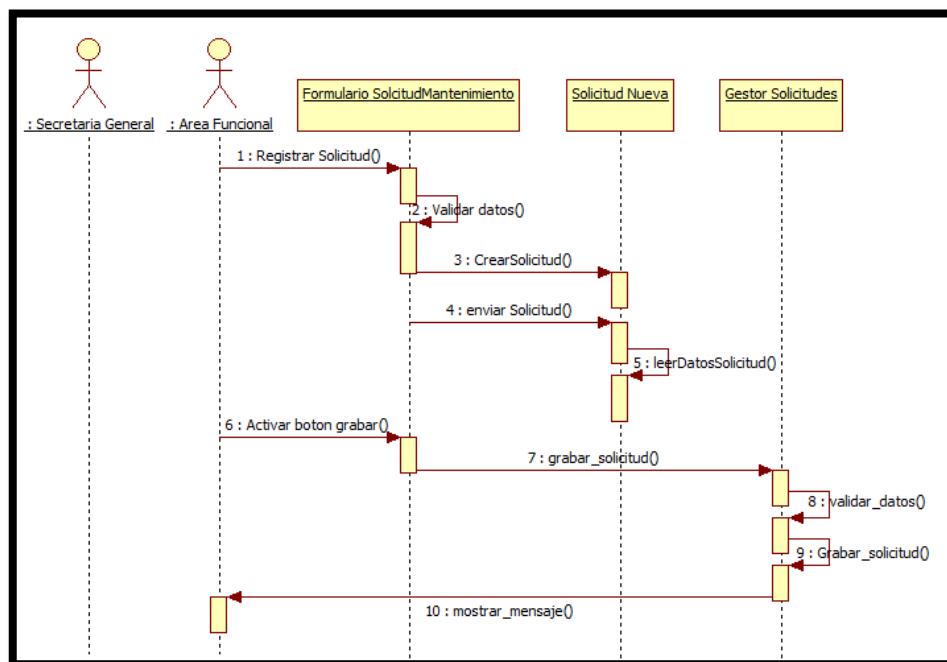 : Secretaria General
: Area Funcional
Formulario SolcitudMantenimiento
Solicitud Nueva
Gestor Solicitudes
1 : Registrar Solicitud()
2 : Validar datos()
3 : CrearSolicitud()
4 : enviar Solicitud()
5 : leerDatosSolicitud()
6 : Activar boton grabar()
7 : grabar_solicitud()
8 : validar_datos()
9 : Grabar_solicitud()
10 : mostrar_mensaje()